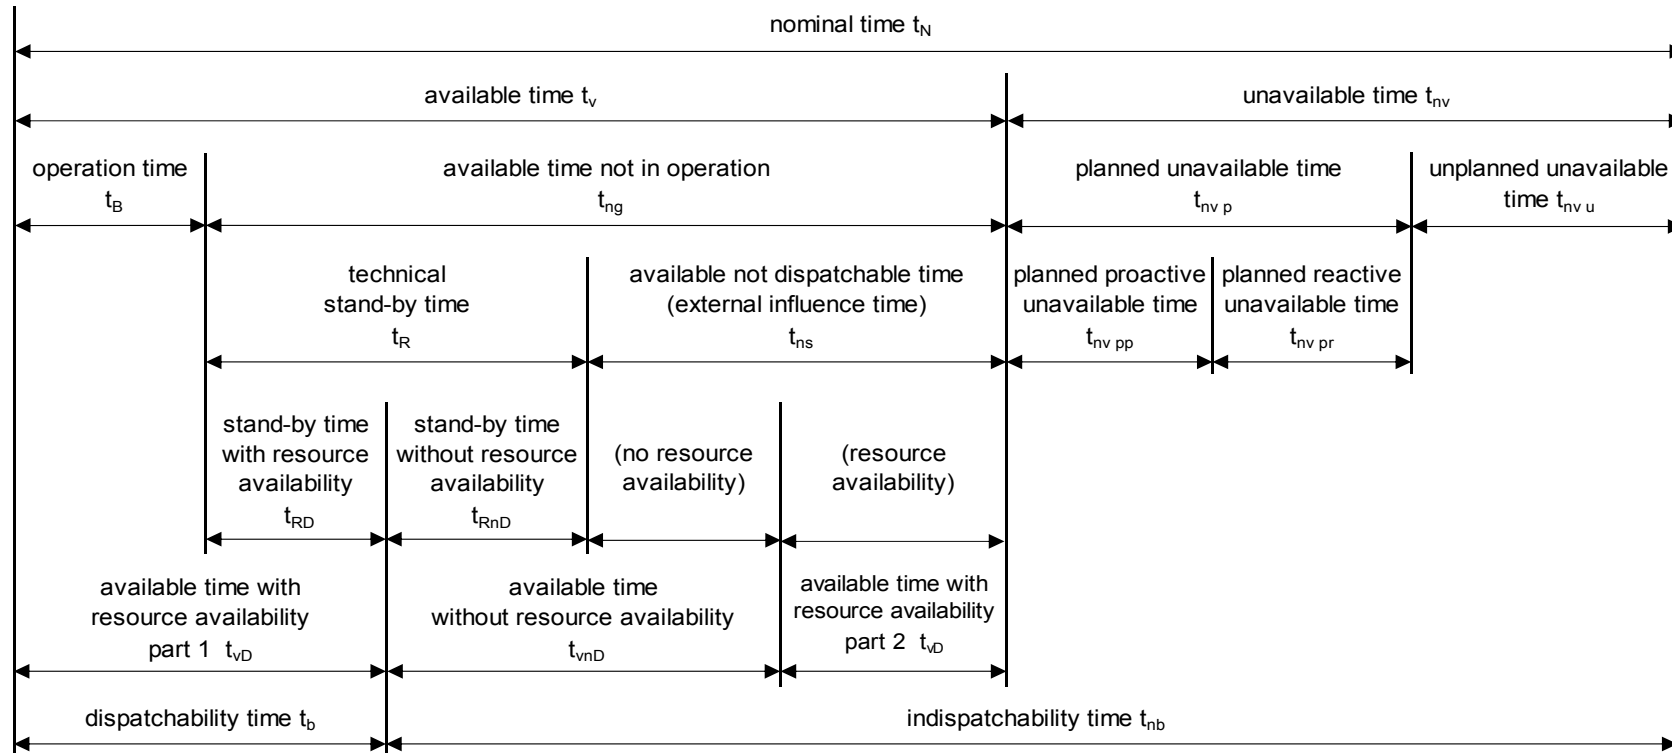 nominal time tN
available time tv
unavailable time tnv
operation time
tB
available time not in operation
tng
planned unavailable time
tnv p
unplanned unavailable
time tnv u
technical
stand-by time
tR
available not dispatchable time
(external influence time)
tns
planned proactive
unavailable time
tnv pp
planned reactive
unavailable time
tnv pr
stand-by time
with resource
availability
tRD
stand-by time
without resource
availability
tRnD
(no resource
availability)
(resource
availability)
available time with
resource availability
part 1 tvD
available time
without resource availability
tvnD
available time with
resource availability
part 2 tvD
dispatchability time tb
indispatchability time tnb